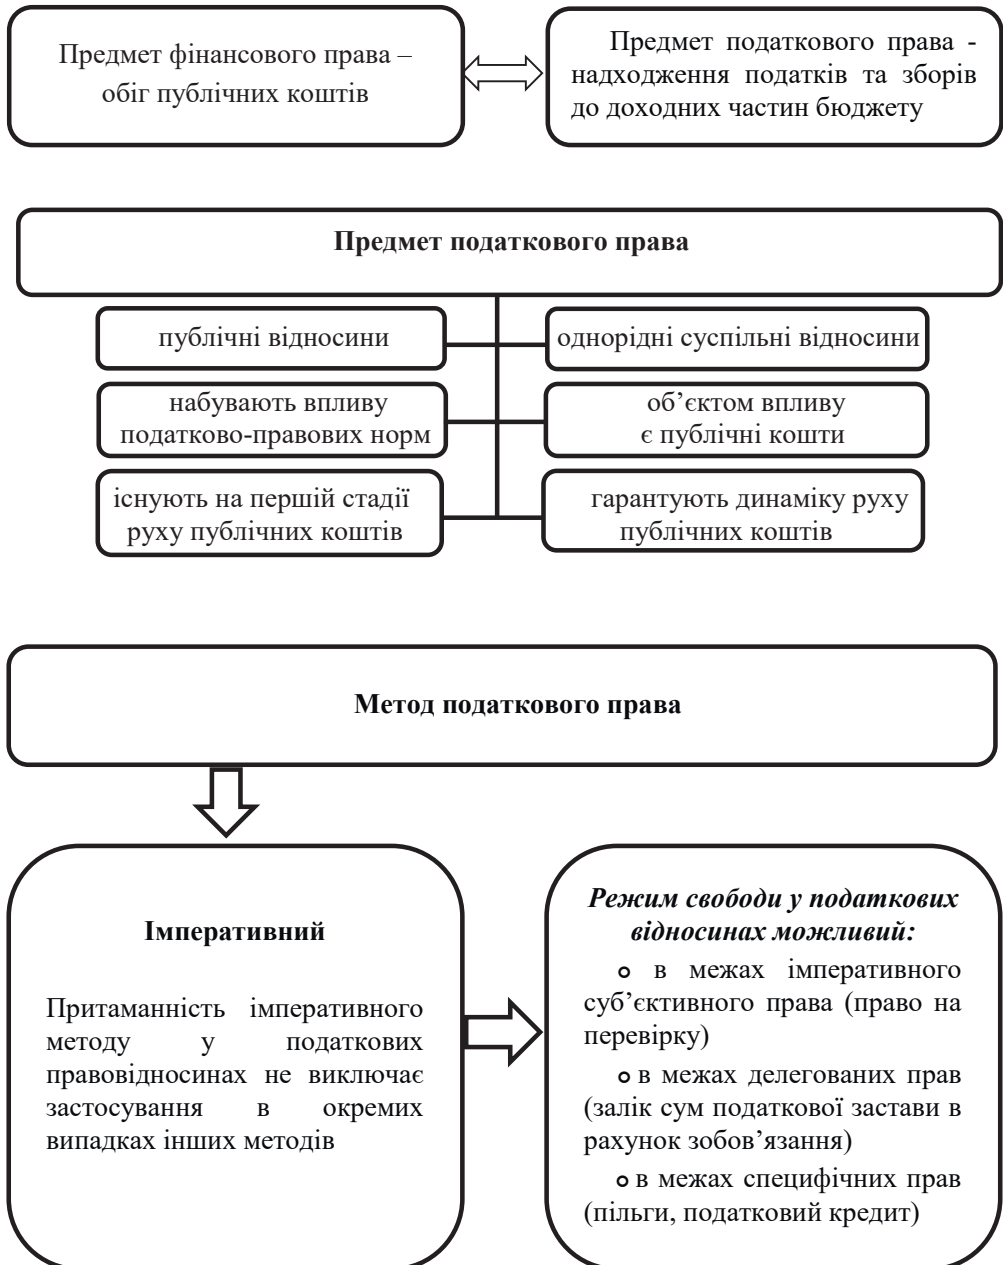 Предмет фінансового права –
обіг публічних коштів
Предмет податкового права -
надходження податків та зборів
до доходних частин бюджету
Предмет податкового права
публічні відносини
однорідні суспільні відносини
набувають впливу
податково-правових норм
об’єктом впливу
є публічні кошти
існують на першій стадії
руху публічних коштів
гарантують динаміку руху
публічних коштів
Метод податкового права
Імперативний
Притаманність імперативного
методу у податкових
правовідносинах не виключає
застосування в окремих
випадках інших методів
Режим свободи у податкових
відносинах можливий:
о в межах імперативного
суб’єктивного права (право на
перевірку)
о в межах делегованих прав
(залік сум податкової застави в
рахунок зобов’язання)
о в межах специфічних прав
(пільги, податковий кредит)